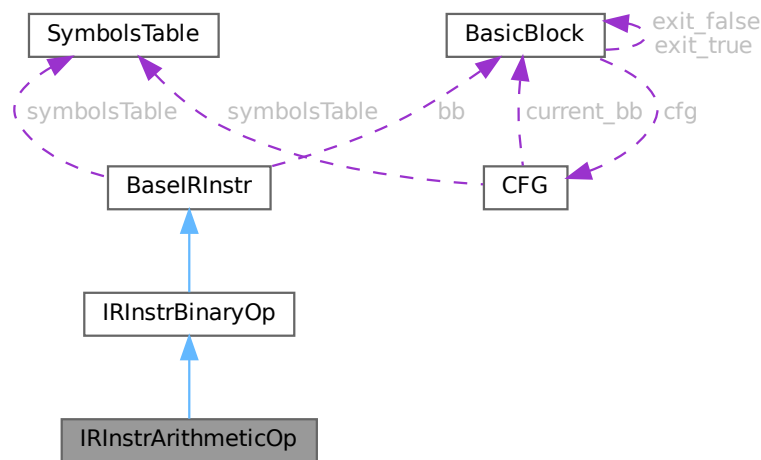 SymbolsTable
BasicBlock
exit_false
exit_true
symbolsTable
symbolsTable
bb
current_bb
cfg
BaseIRInstr
CFG
IRInstrBinaryOp
IRInstrArithmeticOp